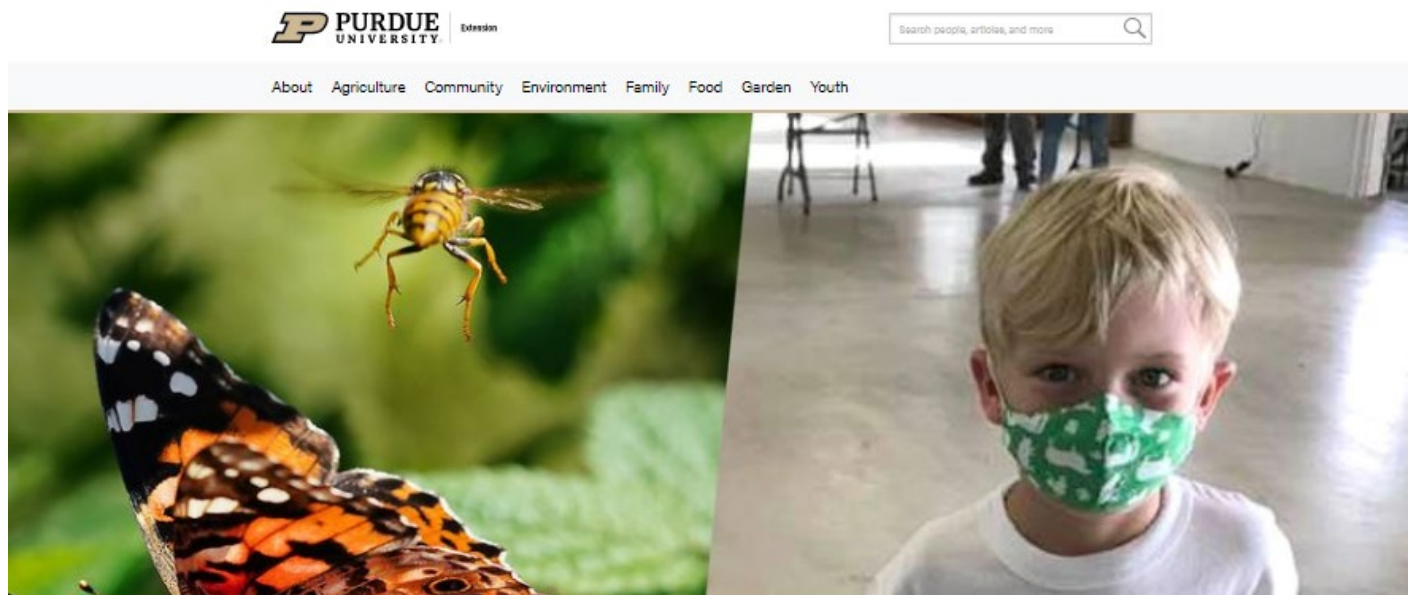 PURDUE
UNIVERSITY
Extension
Search people, articles, and more
About Agriculture Community Environment Family Food Garden Youth